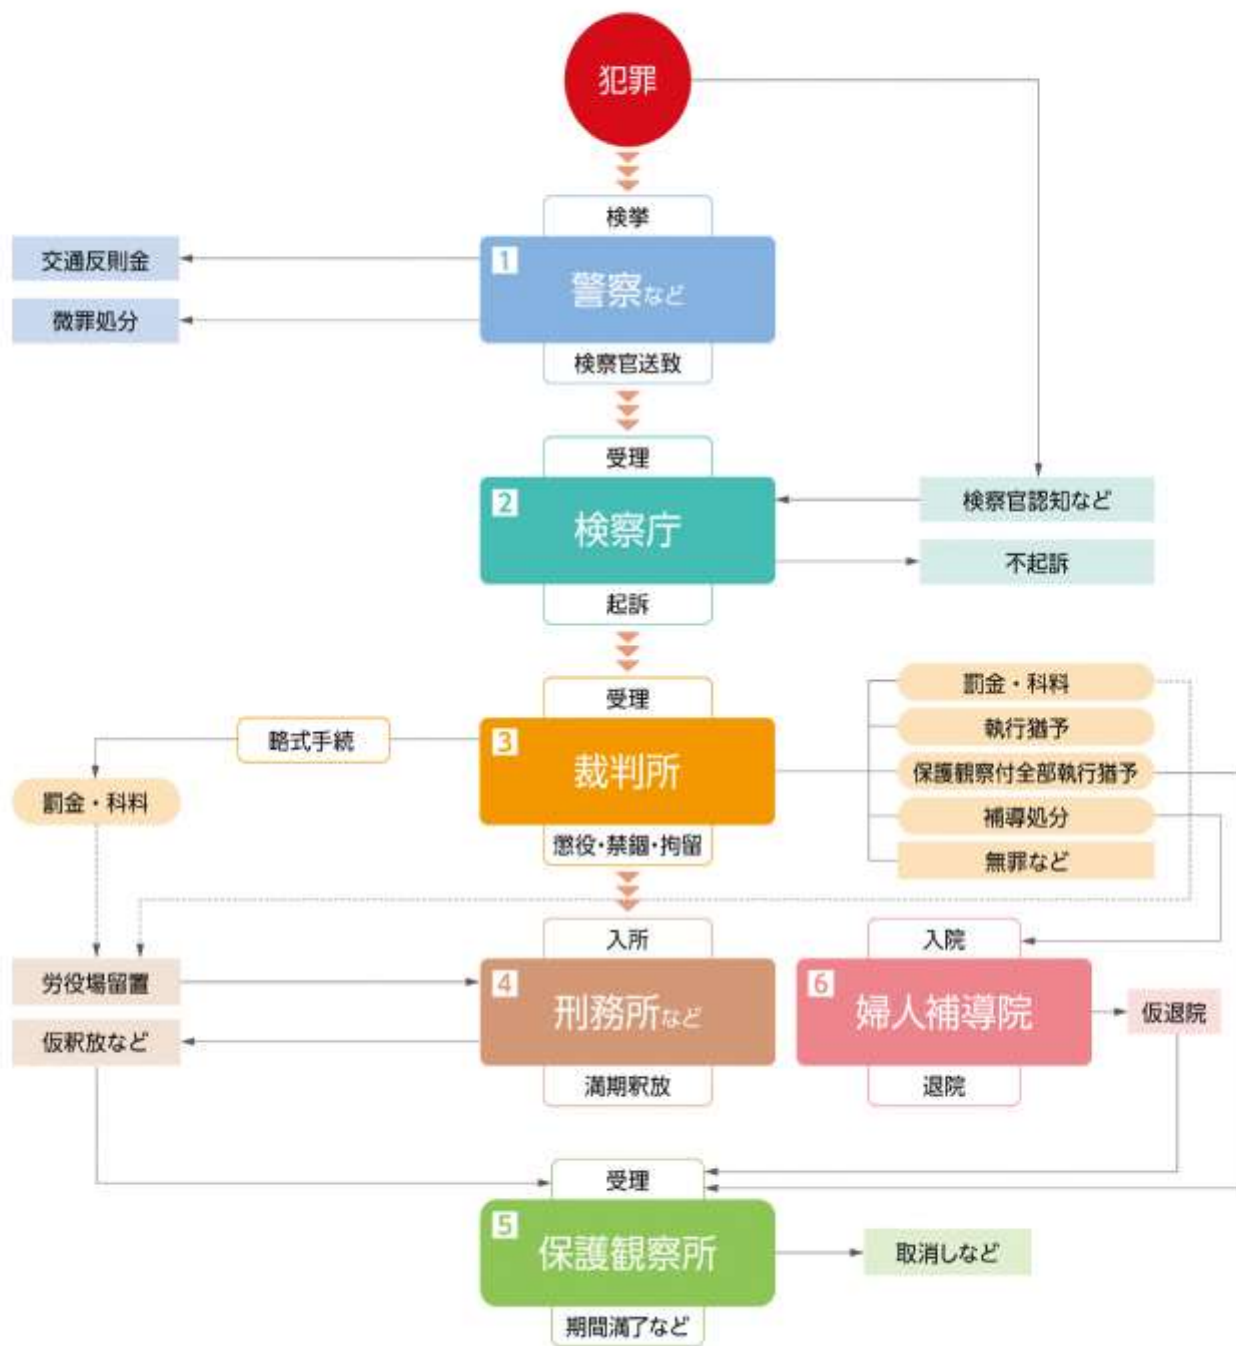 犯罪
検挙
1
警察など
交通反則金
微罪処分
検察官送致
受理
2
検察庁
検察官認知など
不起訴
起訴
受理
3
裁判所
略式手続
罰金・科料
罰金・科料
執行猶予
保護観察付全部執行猶予
補導処分
無罪など
懲役・禁錮・拘留
入所
4
刑務所など
労役場留置
仮釈放など
満期釈放
入院
6
婦人補導院
仮退院
退院
受理
5
保護観察所
取消しなど
期間満了など